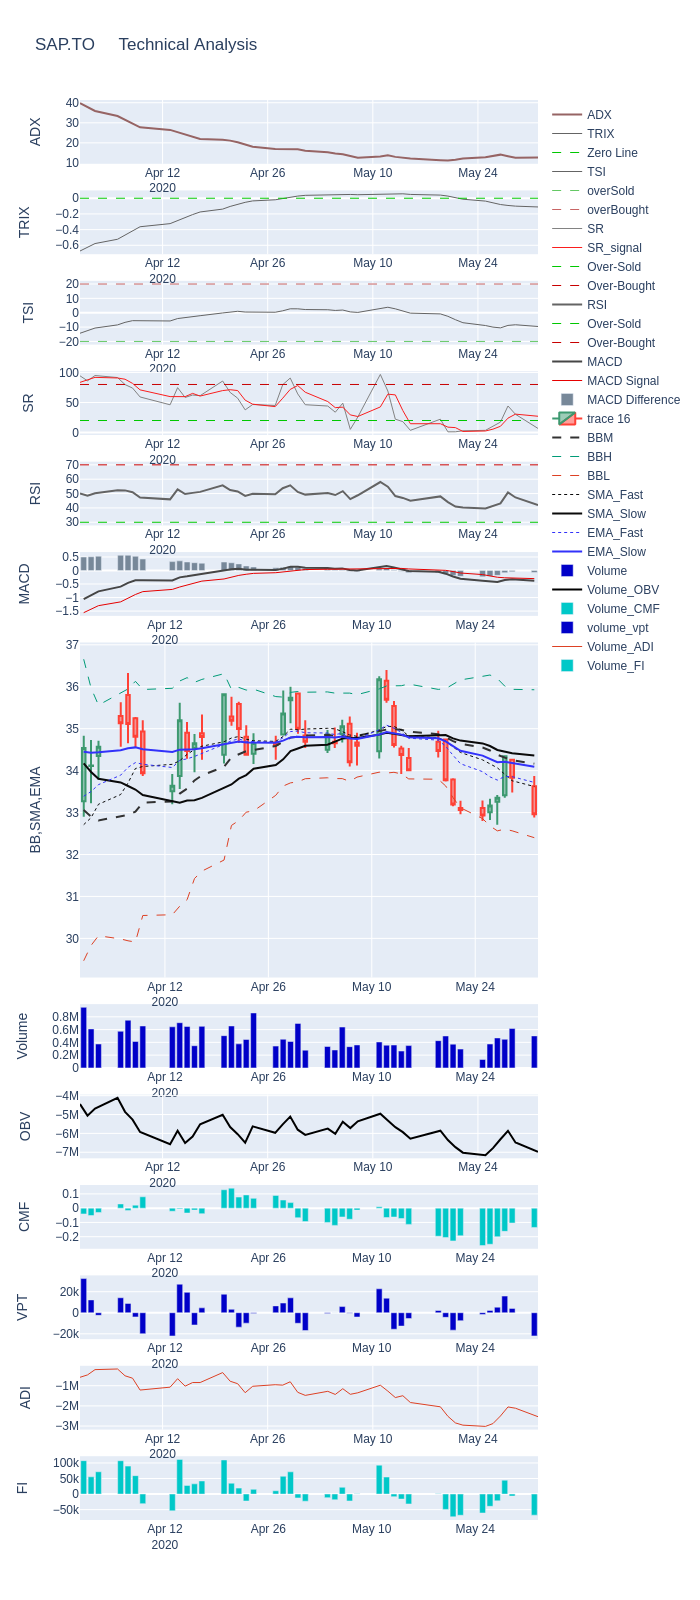 SAP.TO Technical Analysis
ADX
40
30
20
10
Apr 12
2020
Apr 26
May 10
May 24
TRIX
0
−0.2
−0.4
−0.6
Apr 12
2020
Apr 26
May 10
May 24
TSI
20
10
0
−10
−20
Apr 12
2020
Apr 26
May 10
May 24
SR
100
50
0
Apr 12
2020
Apr 26
May 10
May 24
RSI
70
60
50
40
30
Apr 12
2020
Apr 26
May 10
May 24
MACD
0.5
0
−0.5
−1
−1.5
Apr 12
2020
Apr 26
May 10
May 24
BB,SMA,EMA
37
36
35
34
33
32
31
30
Apr 12
2020
Apr 26
May 10
May 24
Volume
0.8M
0.6M
0.4M
0.2M
0
Apr 12
2020
Apr 26
May 10
May 24
OBV
−4M
−5M
−6M
−7M
Apr 12
2020
Apr 26
May 10
May 24
CMF
0.1
0
−0.1
−0.2
Apr 12
2020
Apr 26
May 10
May 24
VPT
20k
0
−20k
Apr 12
2020
Apr 26
May 10
May 24
ADI
−1M
−2M
−3M
Apr 12
2020
Apr 26
May 10
May 24
FI
100k
50k
0
−50k
Apr 12
2020
Apr 26
May 10
May 24
ADX
TRIX
Zero Line
TSI
overSold
overBought
SR
SR_signal
Over-Sold
Over-Bought
RSI
Over-Sold
Over-Bought
MACD
MACD Signal
MACD Difference
trace 16
BBM
BBH
BBL
SMA_Fast
SMA_Slow
EMA_Fast
EMA_Slow
Volume
Volume_OBV
Volume_CMF
volume_vpt
Volume_ADI
Volume_FI